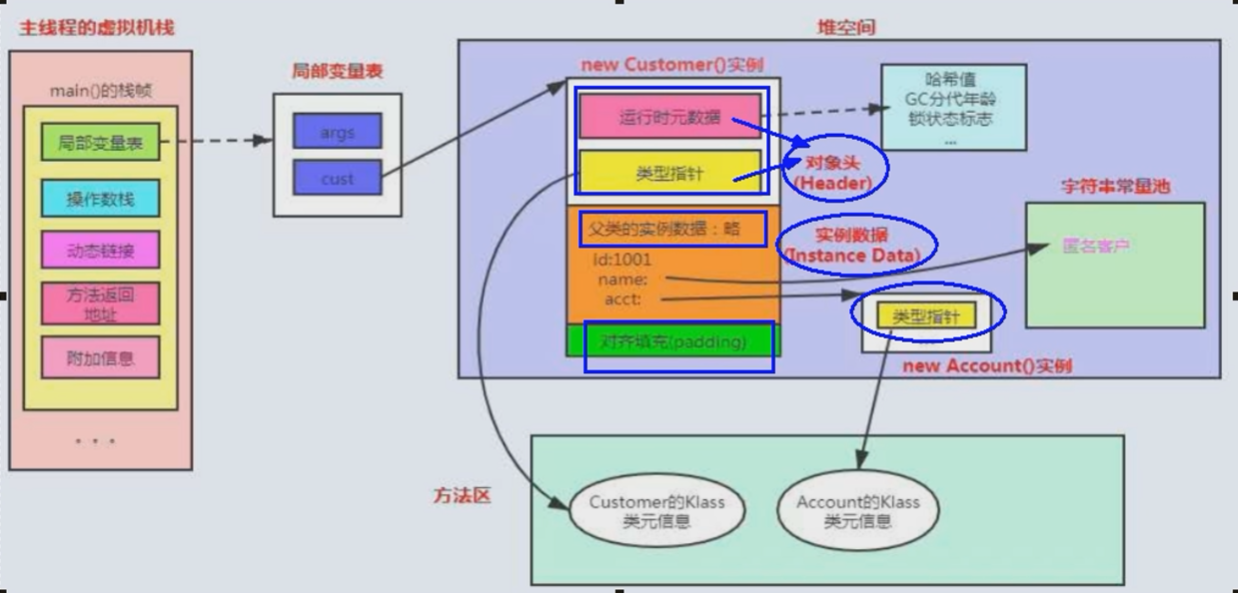 主线程的虚拟机栈
main()的栈帧
局部变量表
操作数栈
动态链接
方法返回
地址
附加信息
...
局部变量表
args
cust
堆空间
new Customer()实例
运行时元数据
类型指针
父类的实例数据：略
id:1001
name:
acct:
对齐填充(padding)
哈希值
GC分代年龄
锁状态标志
...
对象头
(Header)
实例数据
(Instance Data)
字符串常量池
匿名客户
类型指针
...
new Account()实例
方法区
Customer的Klass
类元信息
Account的Klass
类元信息